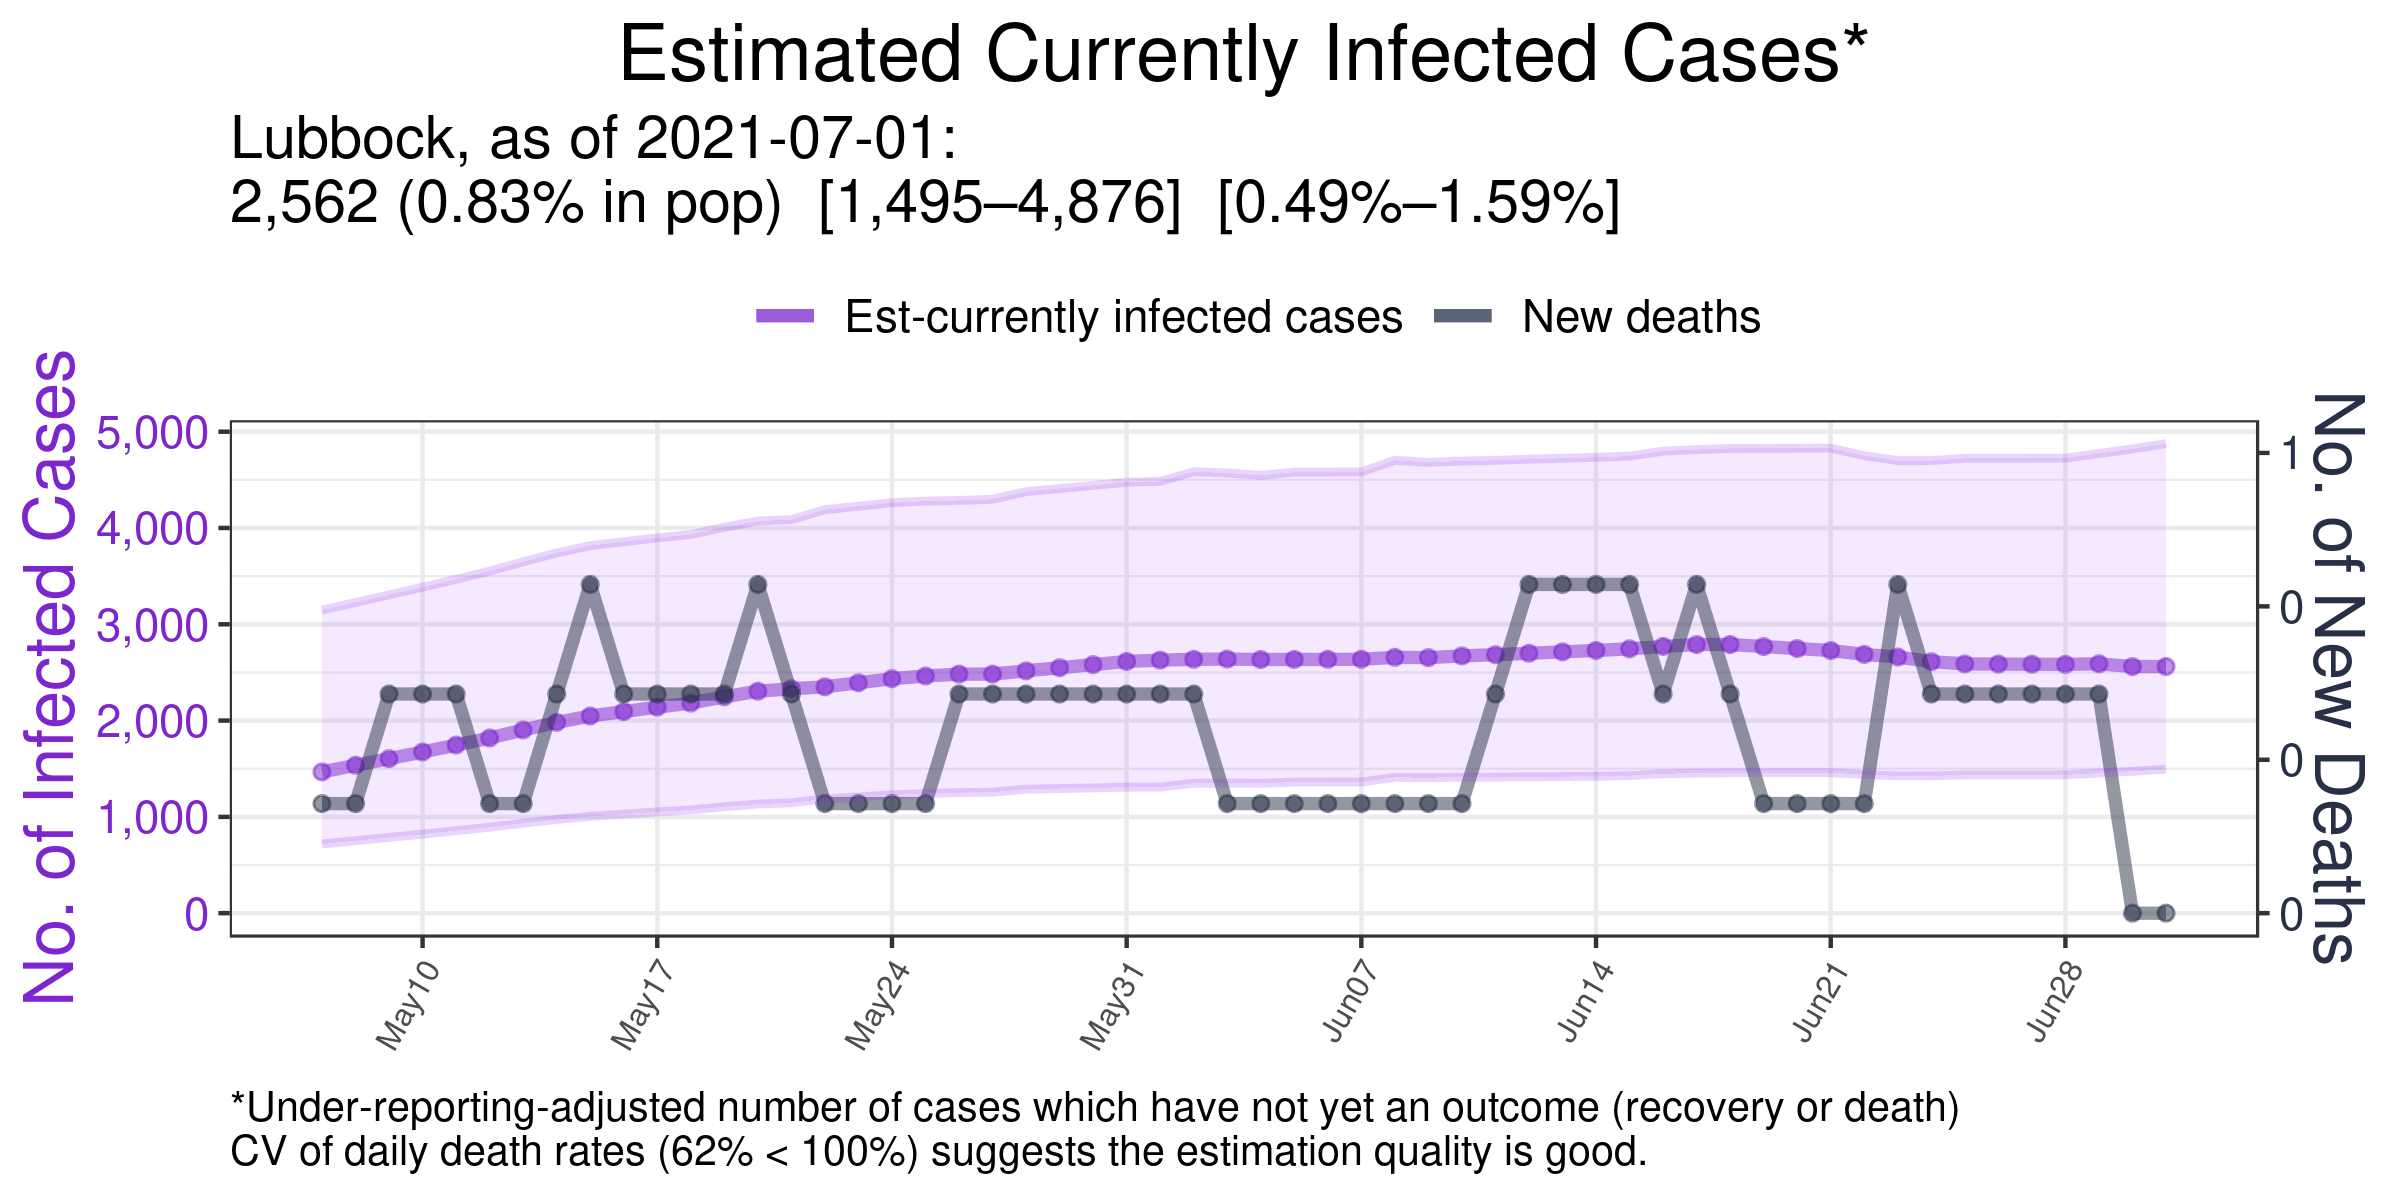 Estimated Currently Infected Cases*
Lubbock, as of 2021-07-01:
2,562 (0.83% in pop)  [1,495–4,876]  [0.49%–1.59%]
Est-currently infected cases
New deaths
No. of Infected Cases
5,000
4,000
3,000
2,000
1,000
0
No. of New Deaths
1
0
0
0
May10
May17
May24
May31
Jun07
Jun14
Jun21
Jun28
*Under-reporting-adjusted number of cases which have not yet an outcome (recovery or death)
CV of daily death rates (62% < 100%) suggests the estimation quality is good.